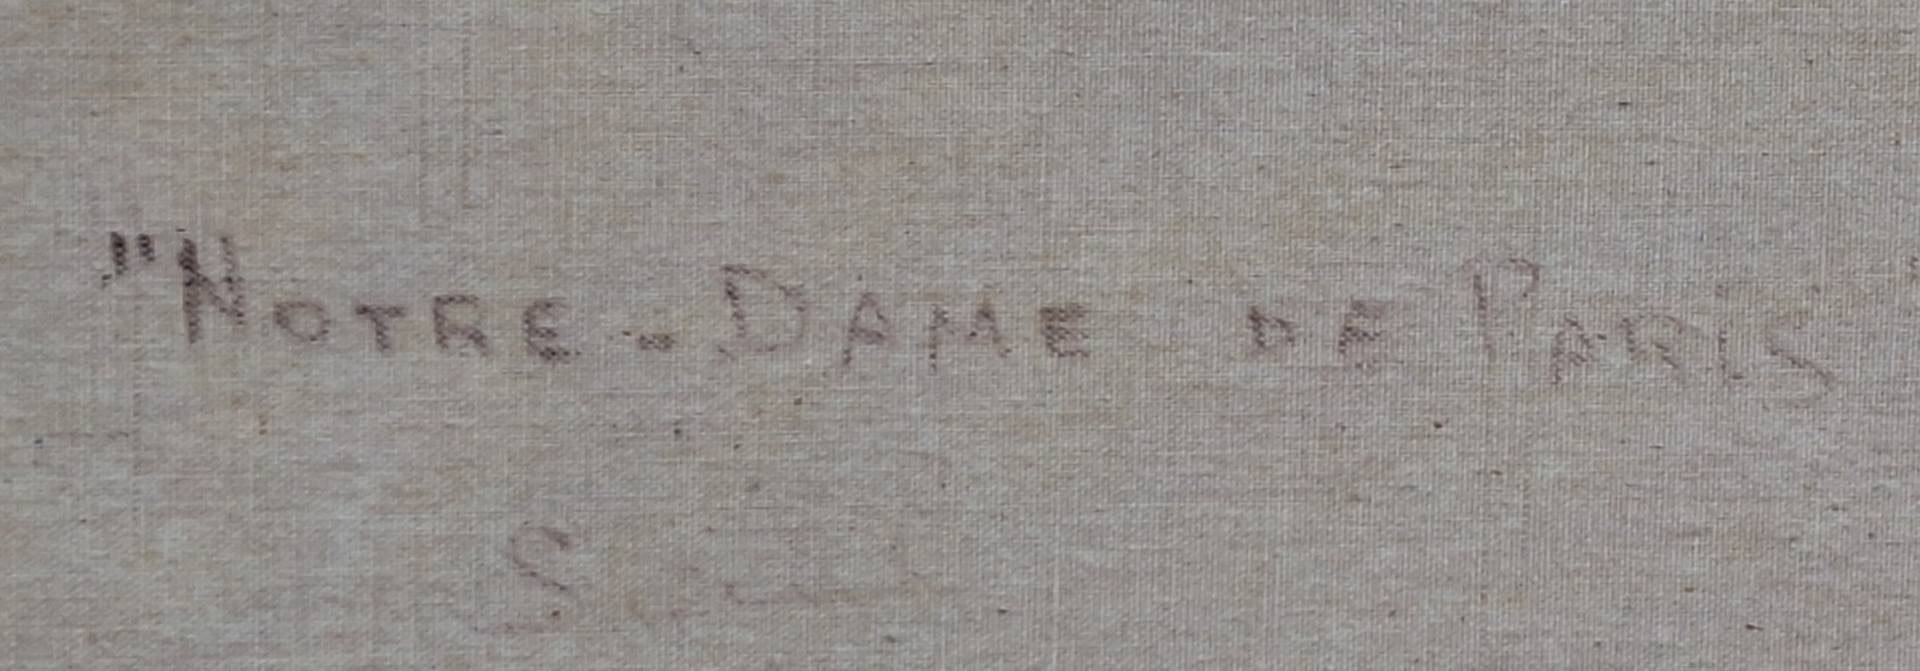 "NOTRE-DAME DE PARIS"